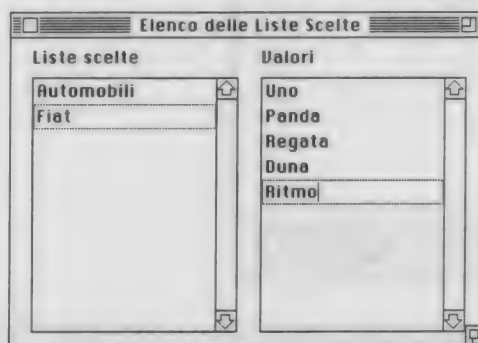 Elenco delle Liste Scelte
Liste scelte
Automobili
Fiat
Valori
Uno
Panda
Regata
Duna
Ritmo